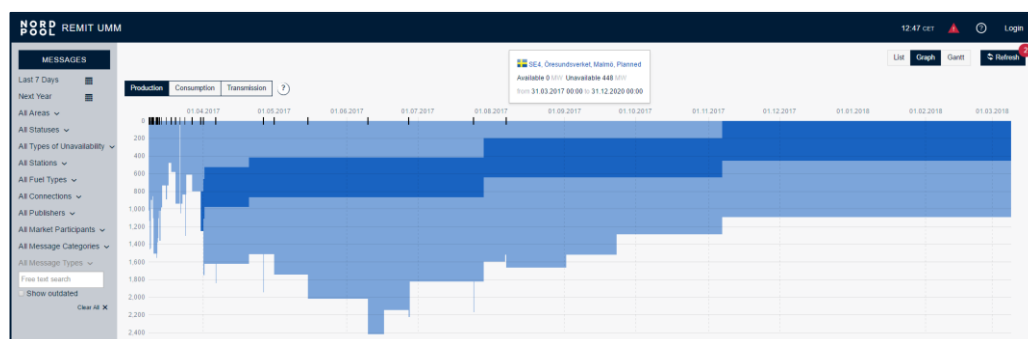 NORD POOL REMIT UMM
12:47 CET
Login
MESSAGES
Last 7 Days
Next Year
All Areas
All Statuses
All Types of Unavailability
All Stations
All Fuel Types
All Connections
All Publishers
All Market Participants
All Message Categories
All Message Types
Free text search
Show outdated
Clear All X
SE4, Öresundsverket, Malmö, Planned
Available 0 MW Unavailable 448 MW
from 31.03.2017 00:00 to 31.12.2020 00:00
List Graph Gantt Refresh 2
Production Consumption Transmission ?
01.04.2017 01.05.2017 01.06.2017 01.07.2017 01.08.2017 01.09.2017 01.10.2017 01.11.2017 01.12.2017 01.01.2018 01.02.2018 01.03.2018
0
200
400
600
800
1,000
1,200
1,400
1,600
1,800
2,000
2,200
2,400